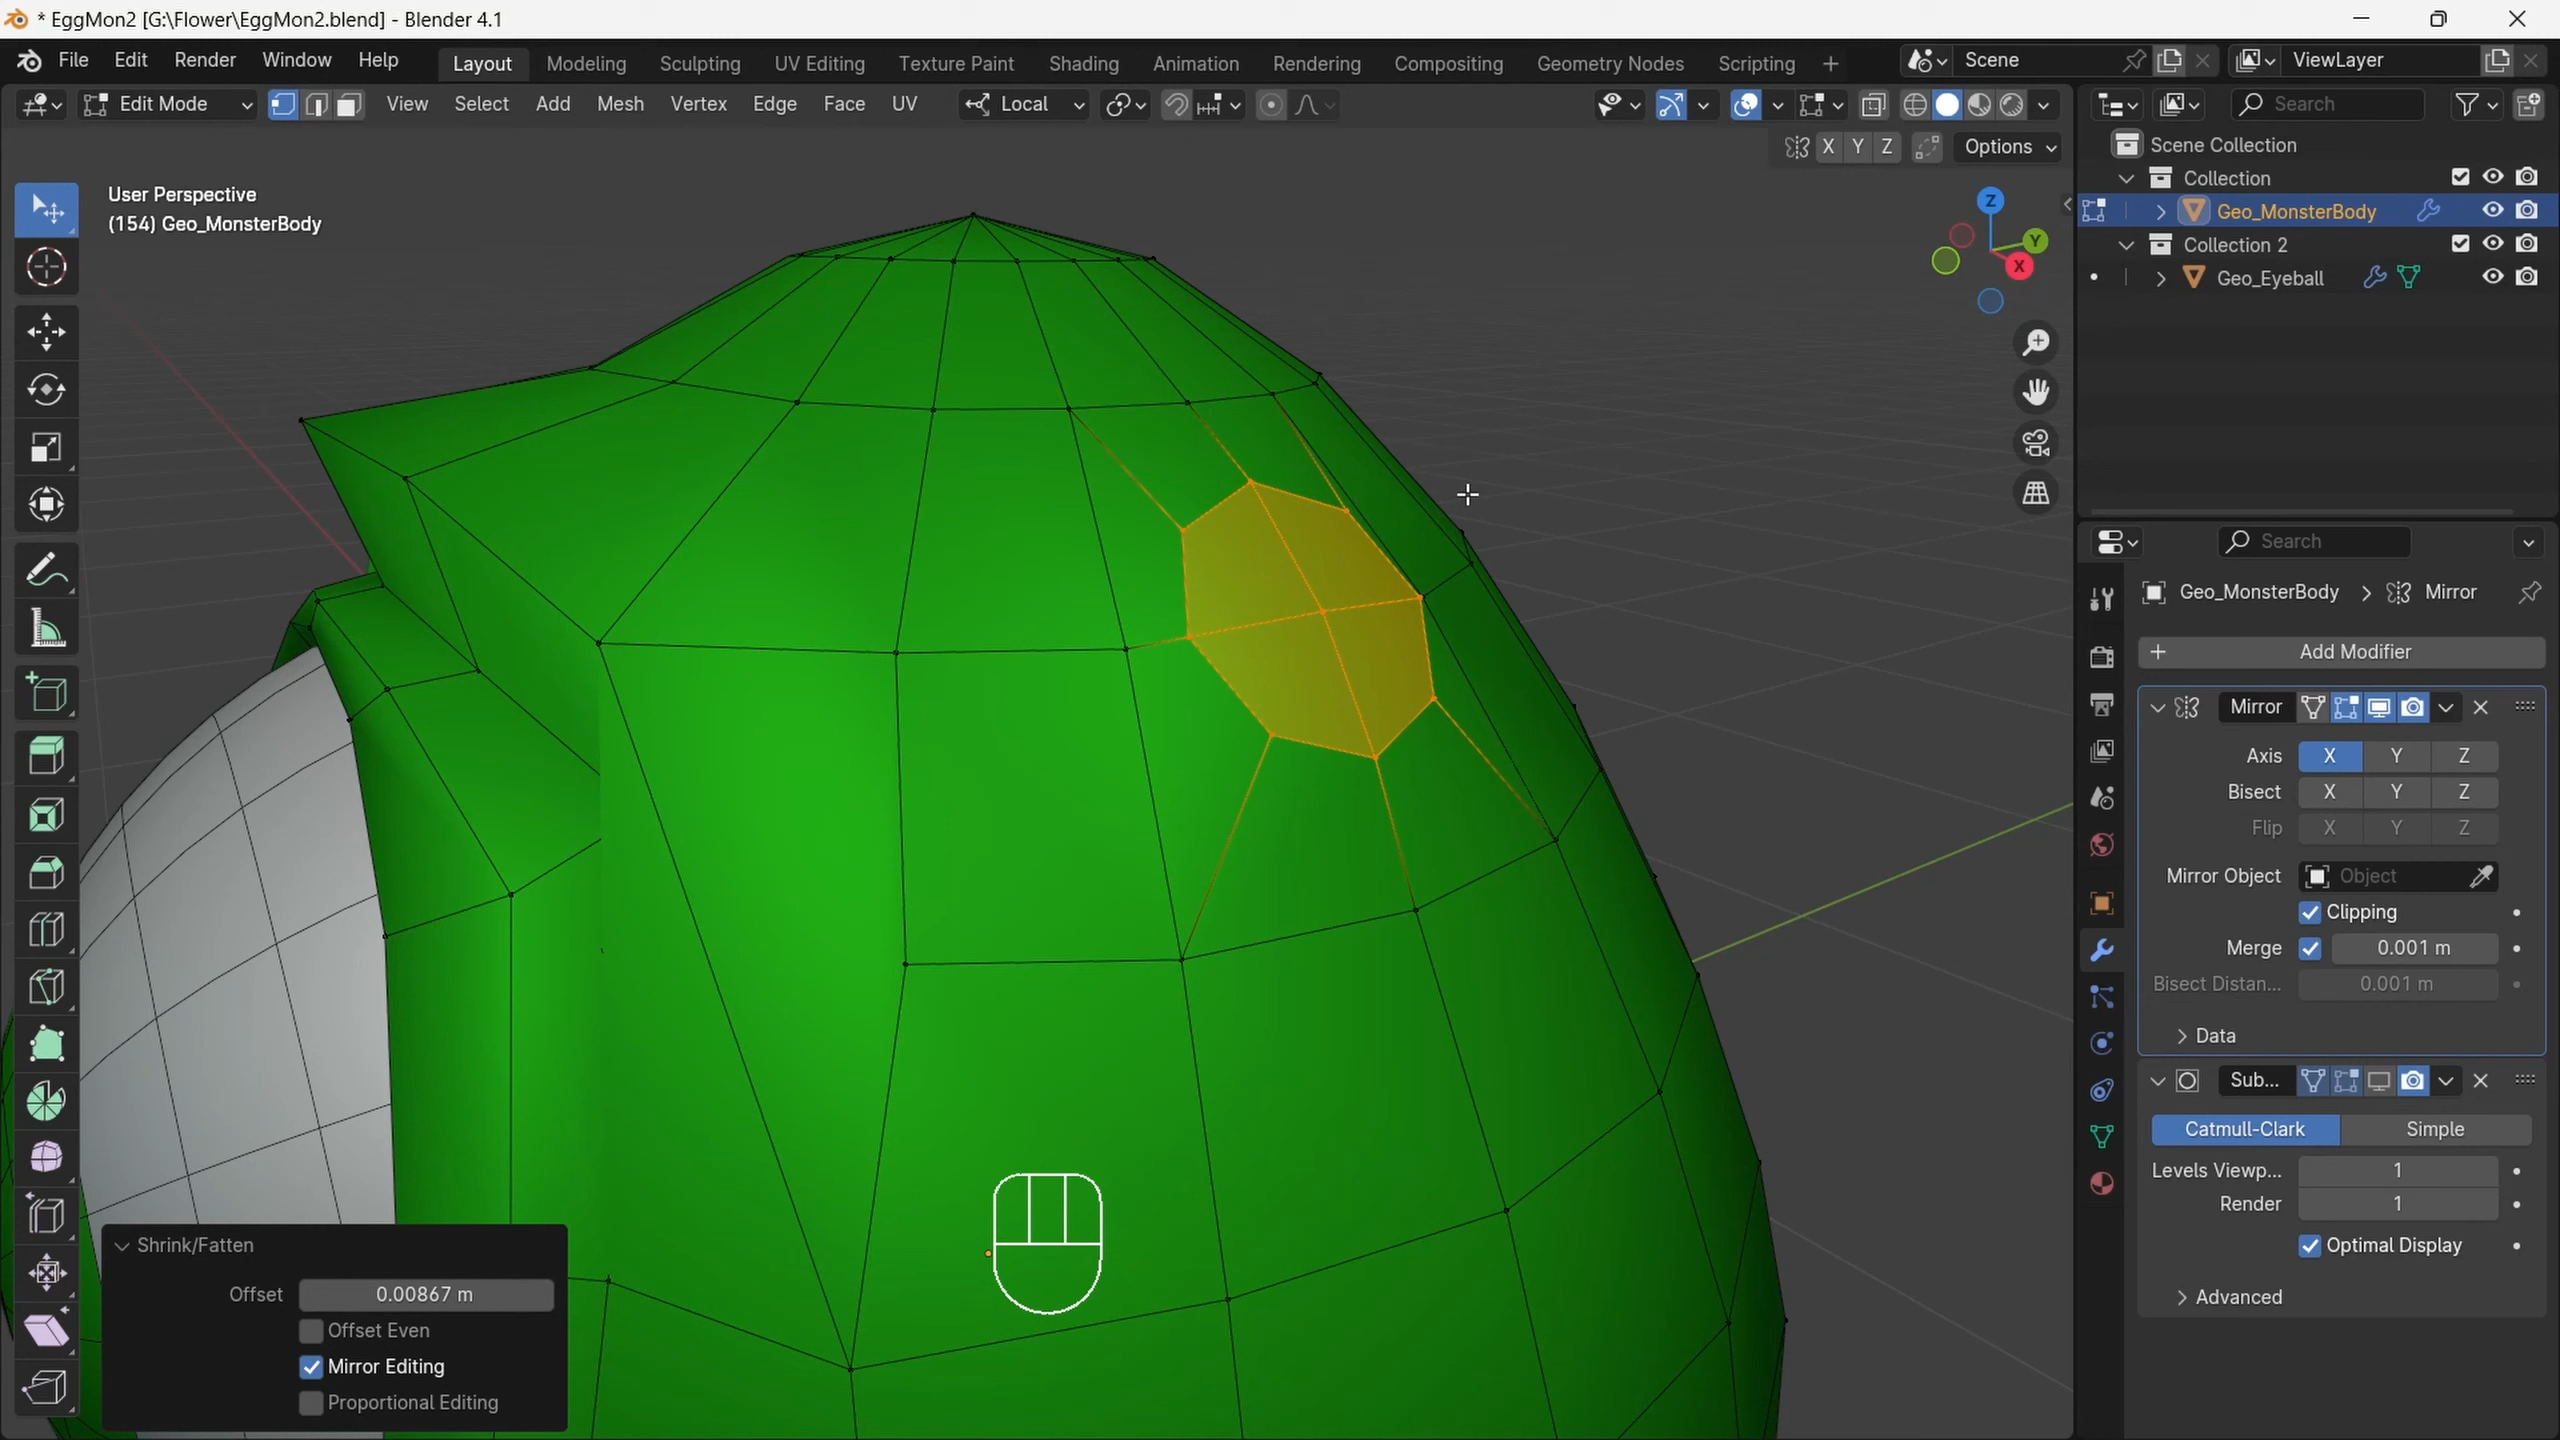 * EggMon2 [G:\Flower\EggMon2.blend] - Blender 4.1
File Edit Render Window Help Layout Modeling Sculpting UV Editing Texture Paint Shading Animation Rendering Compositing Geometry Nodes Scripting + Scene ViewLayer
Edit Mode View Select Add Mesh Vertex Edge Face UV Local Search
X Y Z Options
User Perspective
(154) Geo_MonsterBody
Z
Y
X
Scene Collection
Collection
Geo_MonsterBody
Collection 2
Geo_Eyeball
Search
Geo_MonsterBody > Mirror
+ Add Modifier
Mirror
Axis X Y Z
Bisect X Y Z
Flip X Y Z
Mirror Object Object
Clipping
Merge 0.001 m
Bisect Distan... 0.001 m
Data
Sub...
Catmull-Clark Simple
Levels Viewp... 1
Render 1
Optimal Display
Advanced
Shrink/Fatten
Offset 0.00867 m
Offset Even
Mirror Editing
Proportional Editing